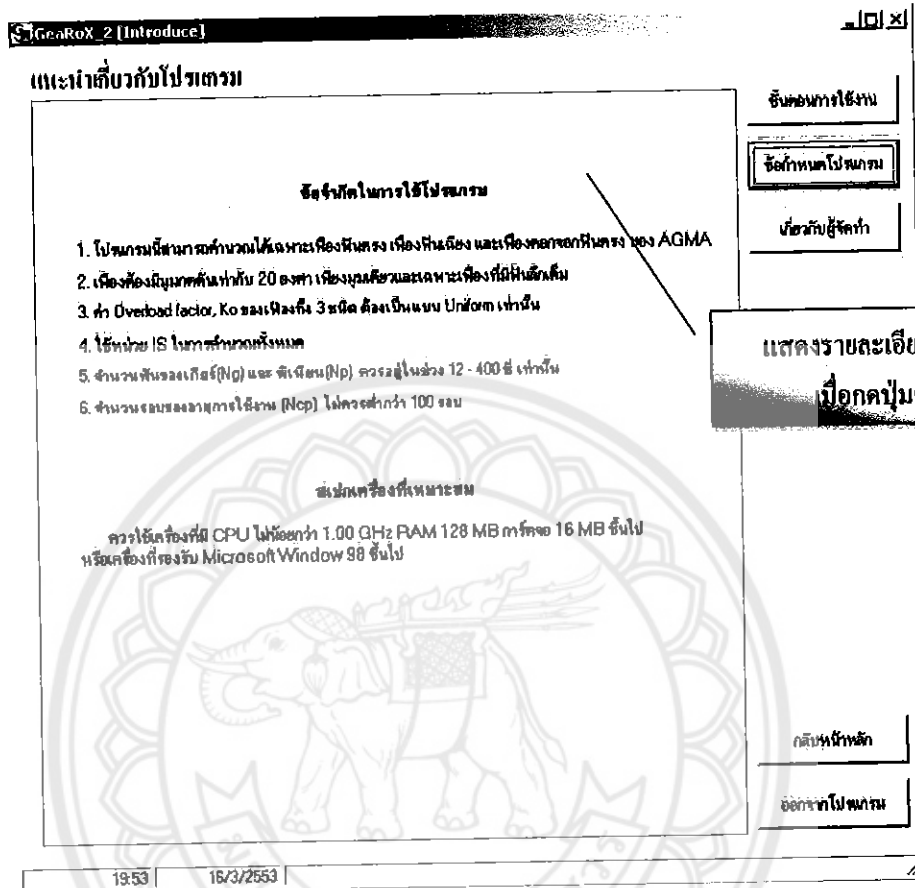 GeaRoX_2 [Introduce]
แนะนำเกี่ยวกับโปรแกรม
ขั้นตอนการใช้งาน
ข้อกำหนดโปรแกรม
เกี่ยวกับผู้จัดทำ
ข้อจำกัดในการใช้โปรแกรม
1. โปรแกรมนี้สามารถคำนวณได้เฉพาะเฟืองฟันตรง เฟืองฟันเฉียง และเฟืองดอกจอกฟันตรง ของ AGMA
2. เฟืองต้องมีมุมกดดันเท่ากับ 20 องศา เฟืองมุมเดียวและเฉพาะเฟืองที่มีฟันลึกเต็ม
3. ค่า Overload factor, Ko ของเฟืองทั้ง 3 ชนิด ต้องเป็นแบบ Uniform เท่านั้น
4. ใช้หน่วย IS ในการคำนวณทั้งหมด
5. จำนวนฟันของเกียร์(Ng) และ พิเนียน(Np) ควรอยู่ในช่วง 12 - 400 ซี่ เท่านั้น
6. จำนวนรอบของอายุการใช้งาน (Ncp) ไม่ควรต่ำกว่า 100 รอบ
แสดงรายละเอีย
เมื่อกดปุ่ม
สเปกเครื่องที่เหมาะสม
ควรใช้เครื่องที่มี CPU ไม่น้อยกว่า 1.00 GHz RAM 128 MB การ์ดจอ 16 MB ขึ้นไป
หรือเครื่องที่รองรับ Microsoft Window 98 ขึ้นไป
กลับหน้าหลัก
ออกจากโปรแกรม
19:53 16/3/2553